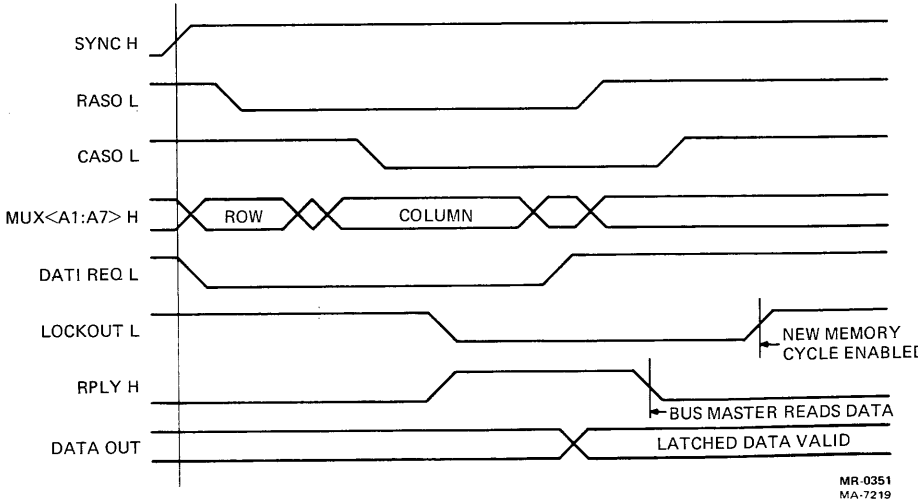 SYNC H
RASO L
CASO L
MUX<A1:A7> H
ROW
COLUMN
DATI REQ L
LOCKOUT L
NEW MEMORY
CYCLE ENABLED
RPLY H
BUS MASTER READS DATA
DATA OUT
LATCHED DATA VALID
MR-0351
MA-7219